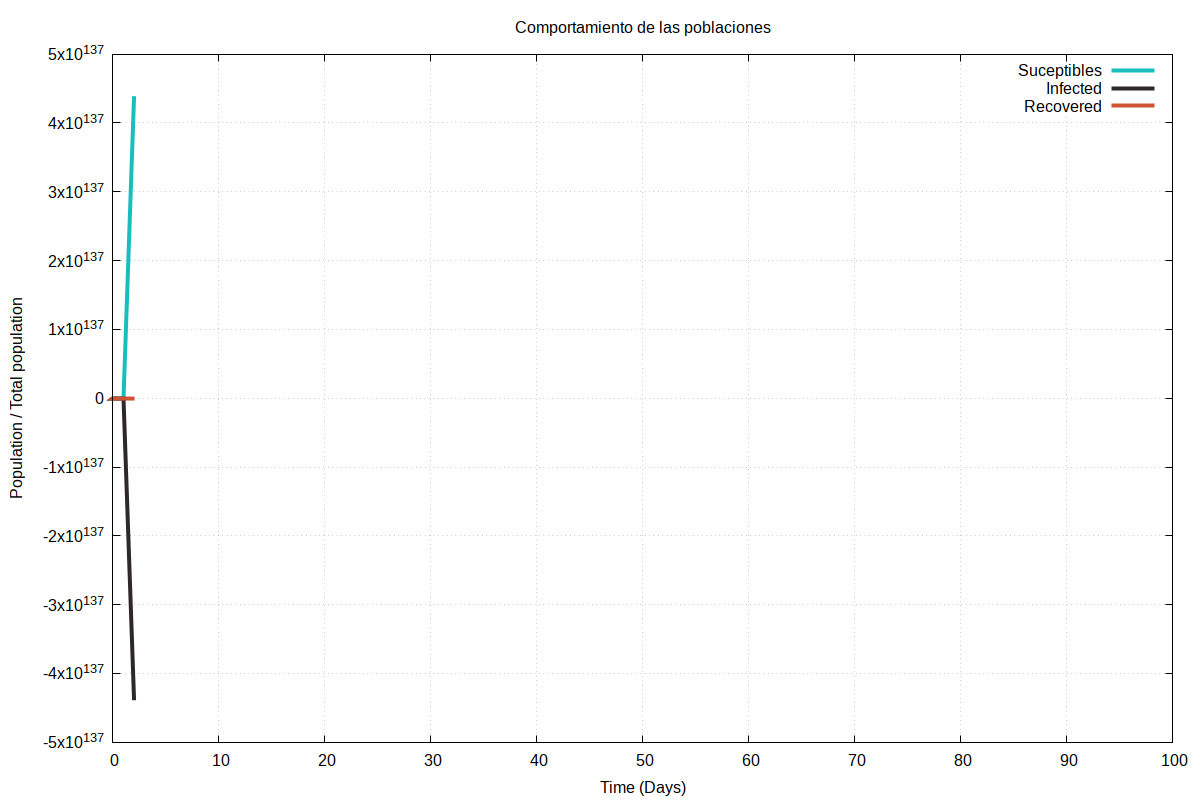 Comportamiento de las poblaciones
Suceptibles
Infected
Recovered
5x10^137
4x10^137
3x10^137
2x10^137
1x10^137
0
-1x10^137
-2x10^137
-3x10^137
-4x10^137
-5x10^137
Population / Total population
0 10 20 30 40 50 60 70 80 90 100
Time (Days)